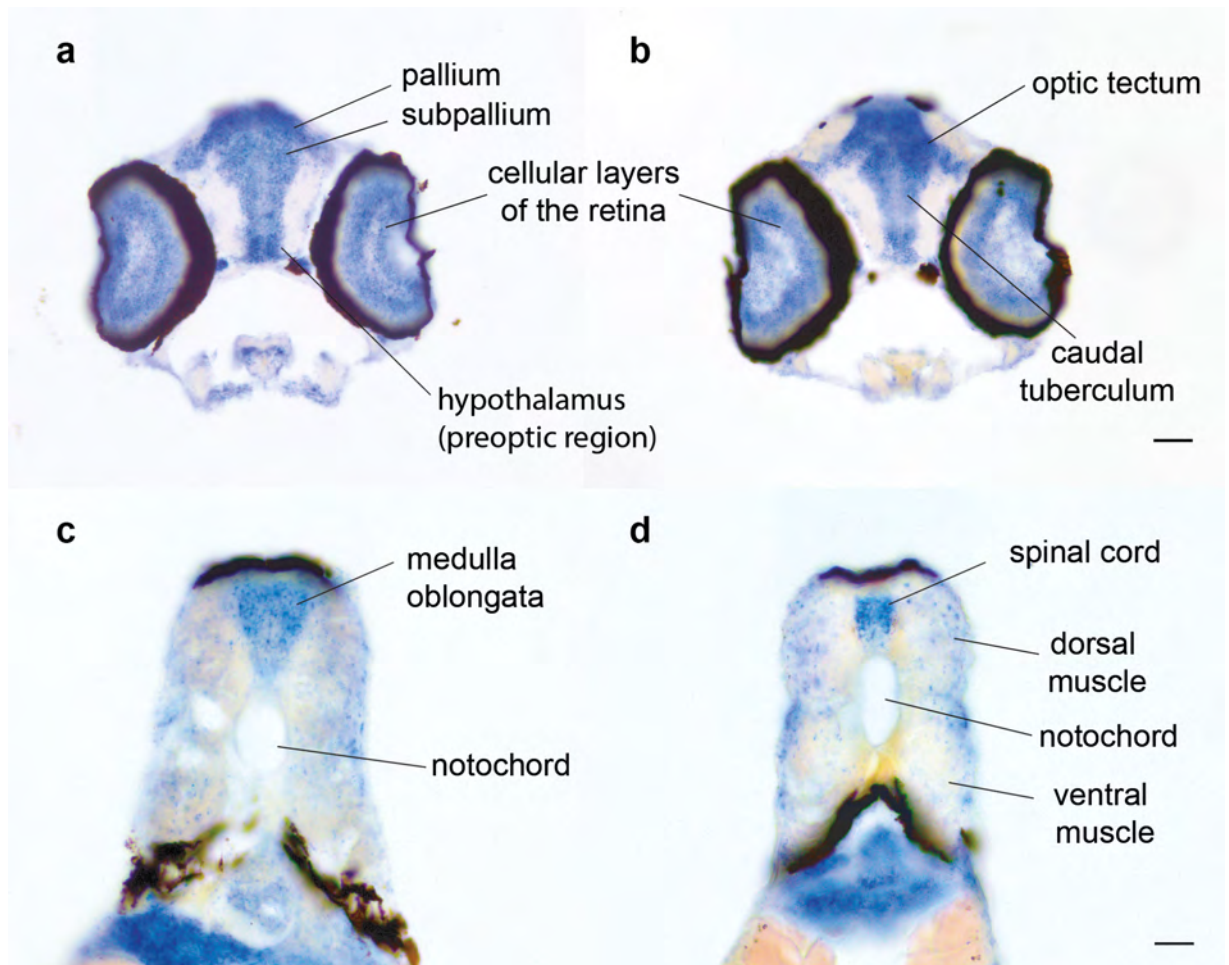 a
pallium
subpallium
cellular layers
of the retina
hypothalamus
(preoptic region)
b
optic tectum
caudal
tuberculum
c
medulla
oblongata
notochord
d
spinal cord
dorsal
muscle
notochord
ventral
muscle